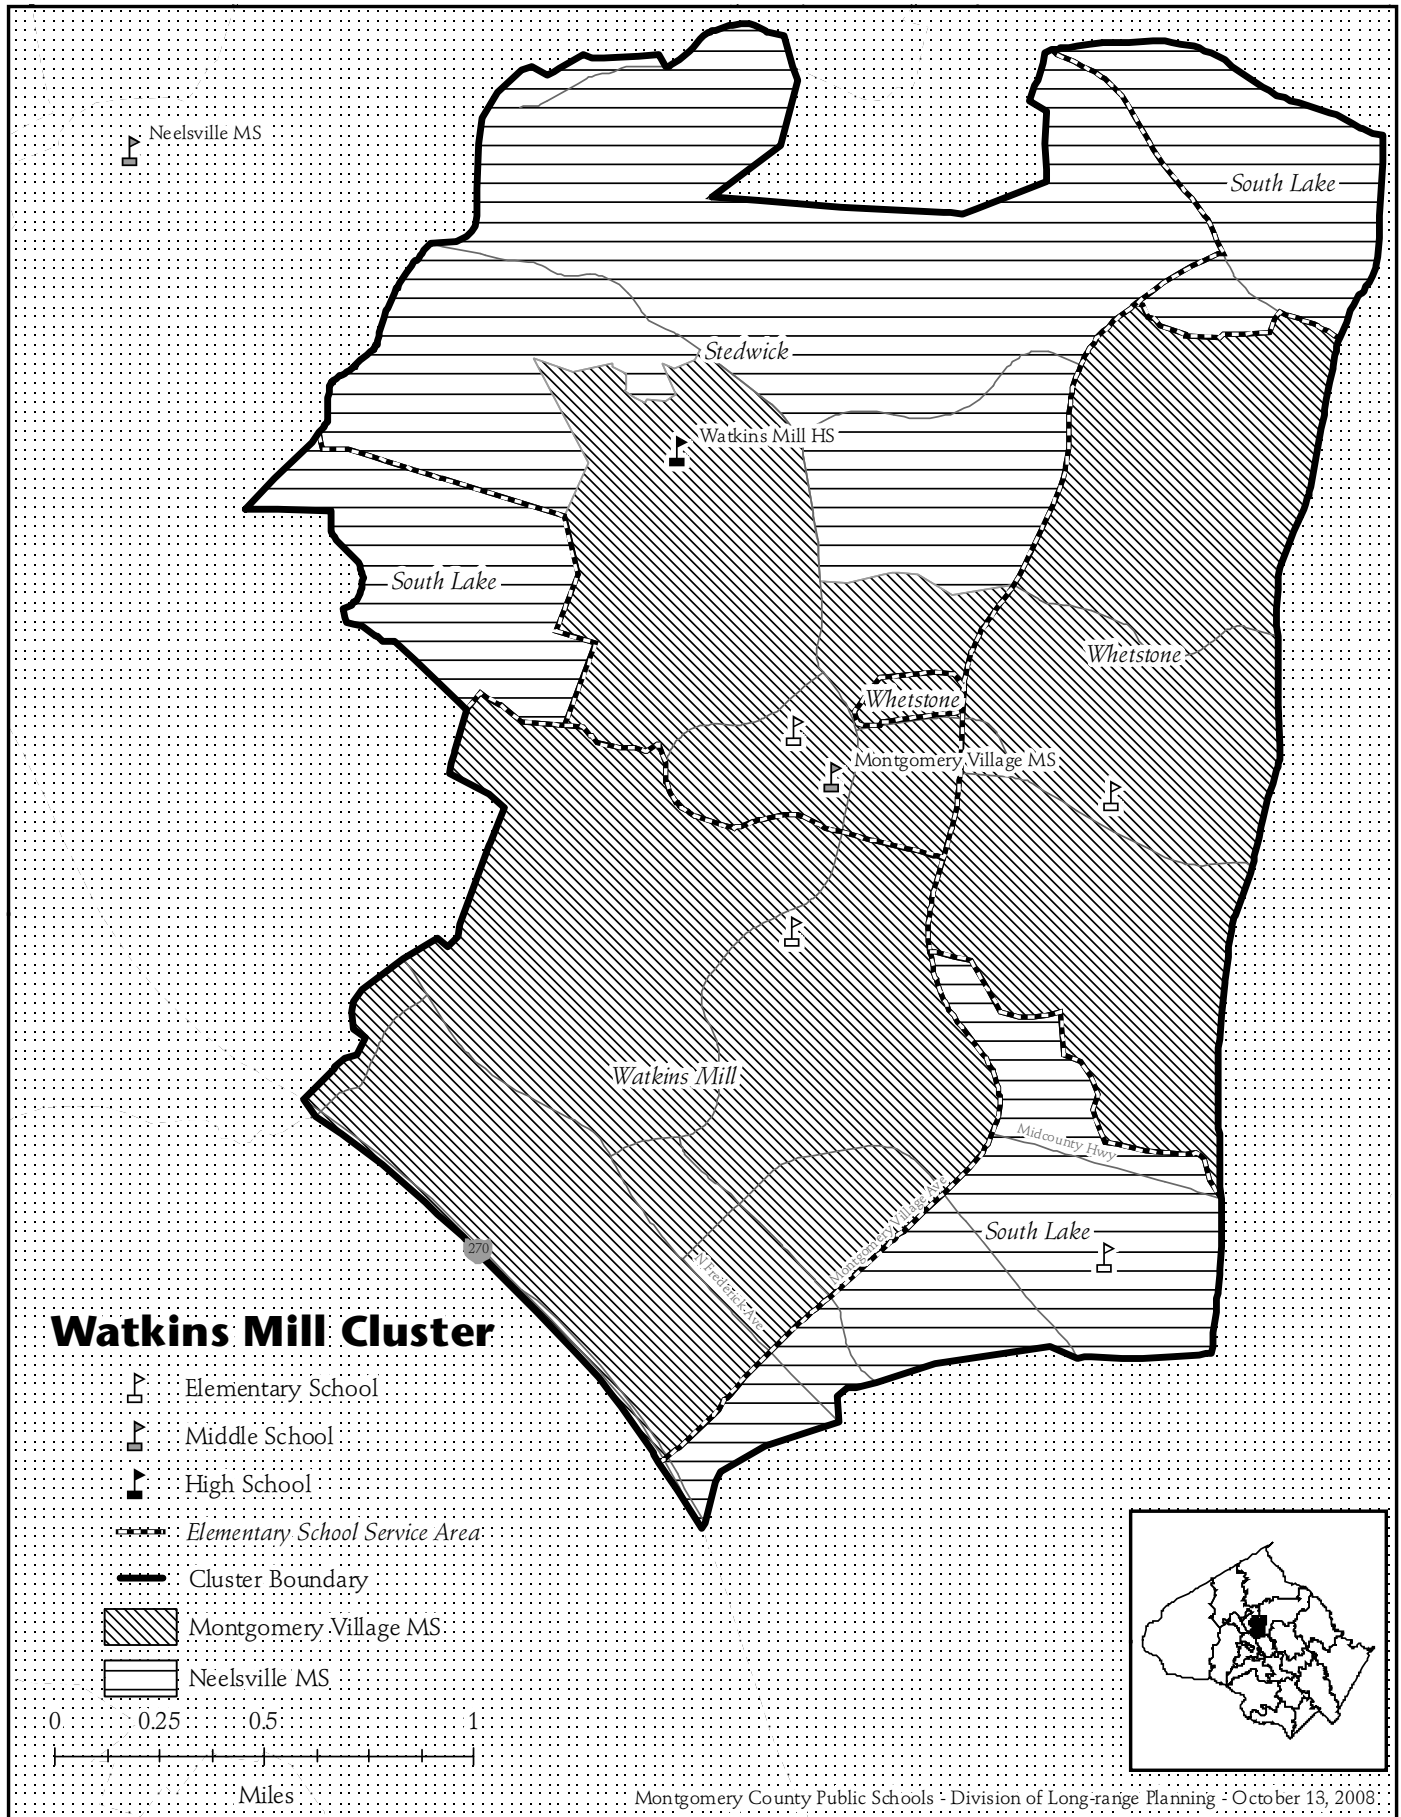 Neelsville MS
South Lake
Stedwick
Watkins Mill HS
South Lake
Whetstone
Whetstone
Montgomery Village MS
Watkins Mill
Midcounty Hwy
Montgomery Village Ave
South Lake
270
N Frederick Ave
Watkins Mill Cluster
Elementary School
Middle School
High School
Elementary School Service Area
Cluster Boundary
Montgomery Village MS
Neelsville MS
0 0.25 0.5 1
Miles
Montgomery County Public Schools - Division of Long-range Planning - October 13, 2008